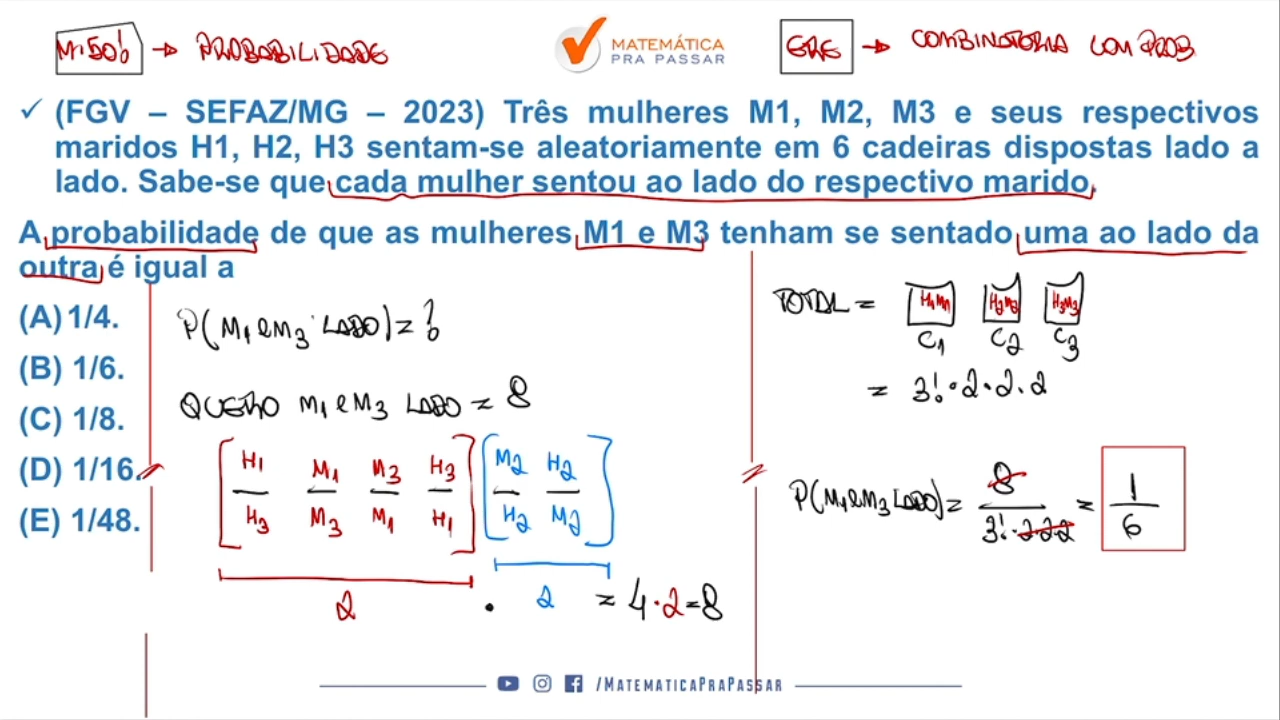 M.50! → PROBABILIDADE
MATEMÁTICA
PRA PASSAR
→ COMBINATÓRIA COM PROB
✓ (FGV – SEFAZ/MG – 2023) Três mulheres M1, M2, M3 e seus respectivos
maridos H1, H2, H3 sentam-se aleatoriamente em 6 cadeiras dispostas lado a
lado. Sabe-se que cada mulher sentou ao lado do respectivo marido.
A probabilidade de que as mulheres M1 e M3 tenham se sentado uma ao lado da
outra é igual a
(A) 1/4.
(B) 1/6.
(C) 1/8.
(D) 1/16.
(E) 1/48.
P(M1 e M3 LADO) = ?
QUERO M1 e M3 LADO = 8
H1 M1 M3 H3 M2 H2
H3 M3 M1 H1 H2 M2
2 · 2 = 4 · 2 = 8
TOTAL = H1M1 H2M2 H3M3
C1 C2 C3
= 3! · 2 · 2 · 2
P(M1 e M3 LADO) = 8 / 3! · 2·2·2 = 1 / 6
/MATEMATICAPRAPASSAR